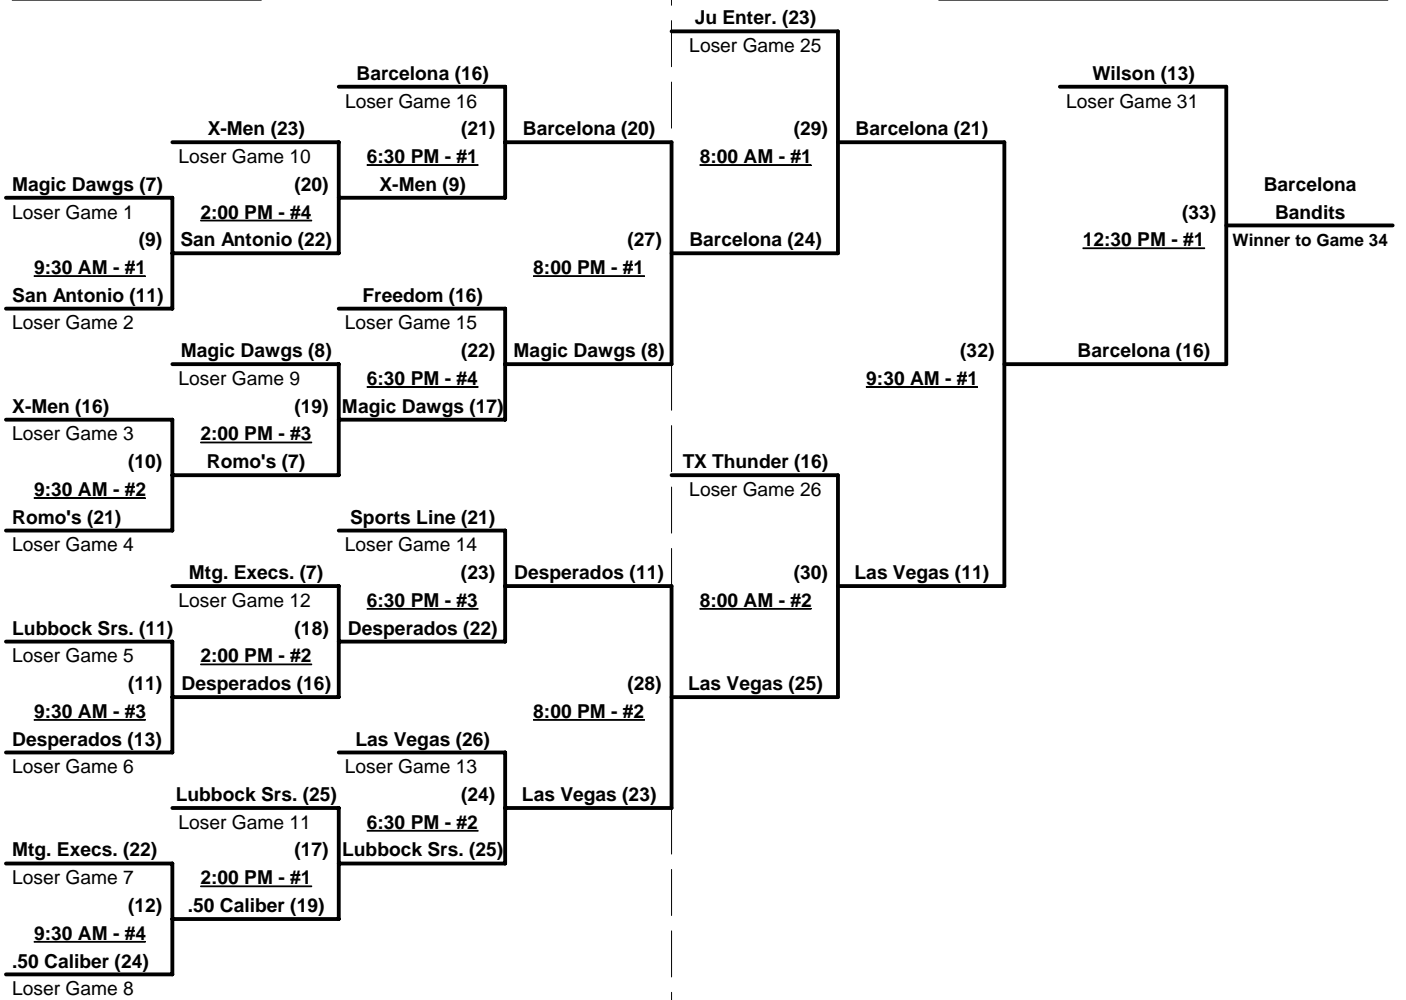 Ju Enter. (23)
Loser Game 25
Barcelona (16)
Wilson (13)
Loser Game 16
Loser Game 31
X-Men (23)
(21)
Barcelona (20)
(29)
Barcelona (21)
Loser Game 10
6:30 PM - #1
8:00 AM - #1
Magic Dawgs (7)
(20)
X-Men (9)
Barcelona
Loser Game 1
2:00 PM - #4
(33)
Bandits
(9)
San Antonio (22)
(27)
Barcelona (24)
12:30 PM - #1
Winner to Game 34
9:30 AM - #1
8:00 PM - #1
San Antonio (11)
Freedom (16)
Loser Game 2
Loser Game 15
Magic Dawgs (8)
(22)
Magic Dawgs (8)
(32)
Barcelona (16)
Loser Game 9
6:30 PM - #4
9:30 AM - #1
X-Men (16)
(19)
Magic Dawgs (17)
Loser Game 3
2:00 PM - #3
(10)
Romo's (7)
TX Thunder (16)
9:30 AM - #2
Loser Game 26
Romo's (21)
Sports Line (21)
Loser Game 4
Loser Game 14
Mtg. Execs. (7)
(23)
Desperados (11)
(30)
Las Vegas (11)
Loser Game 12
6:30 PM - #3
8:00 AM - #2
Lubbock Srs. (11)
(18)
Desperados (22)
Loser Game 5
2:00 PM - #2
(11)
Desperados (16)
(28)
Las Vegas (25)
9:30 AM - #3
8:00 PM - #2
Desperados (13)
Las Vegas (26)
Loser Game 6
Loser Game 13
Lubbock Srs. (25)
(24)
Las Vegas (23)
Loser Game 11
6:30 PM - #2
Mtg. Execs. (22)
(17)
Lubbock Srs. (25)
Loser Game 7
2:00 PM - #1
(12)
.50 Caliber (19)
9:30 AM - #4
.50 Caliber (24)
Loser Game 8